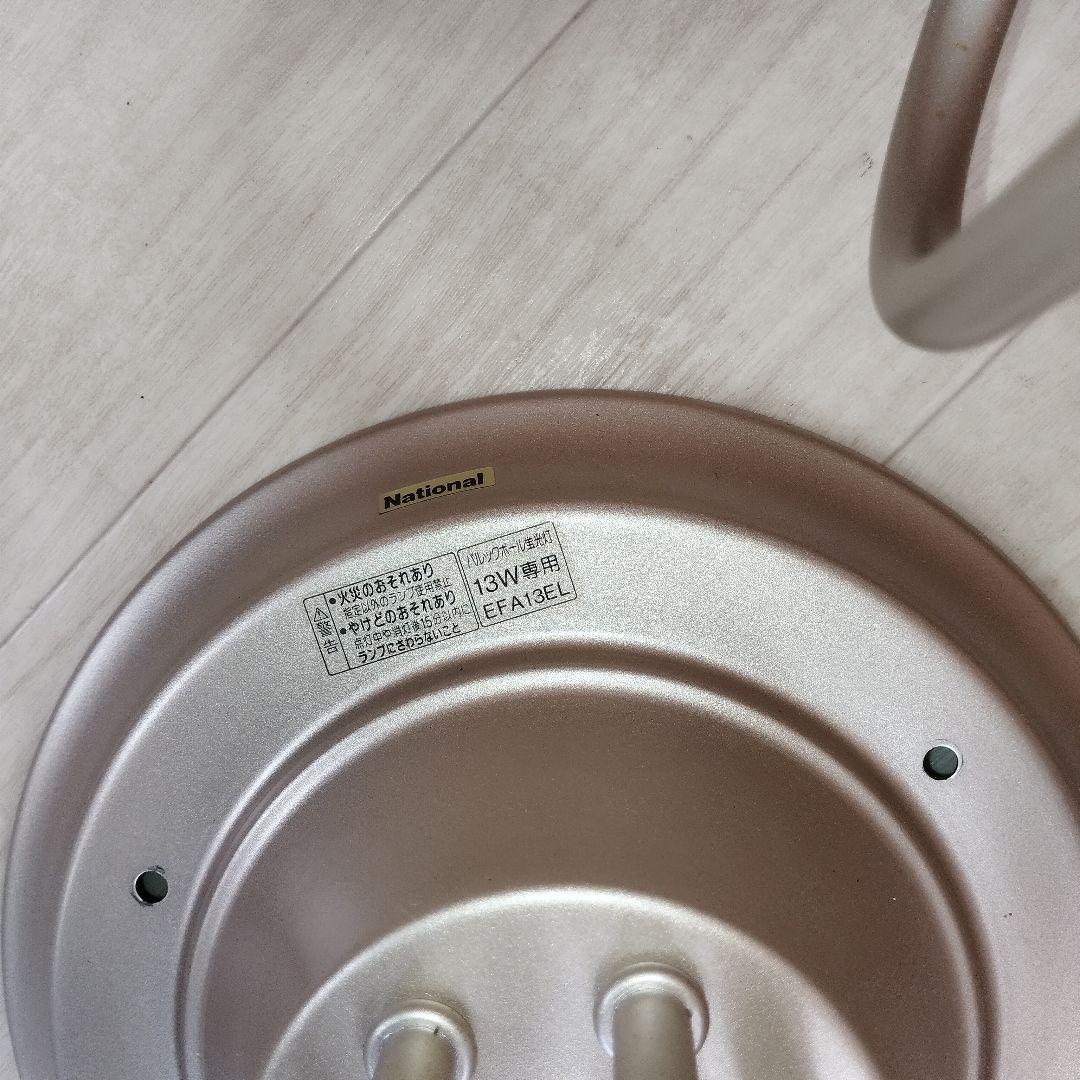 National
警告
•火災のおそれあり
指定以外のランプ使用禁止
•やけどのおそれあり
点灯中や消灯後15分以内に
ランプにさわらないこと
パルックボール蛍光灯
13W専用
EFA13EL